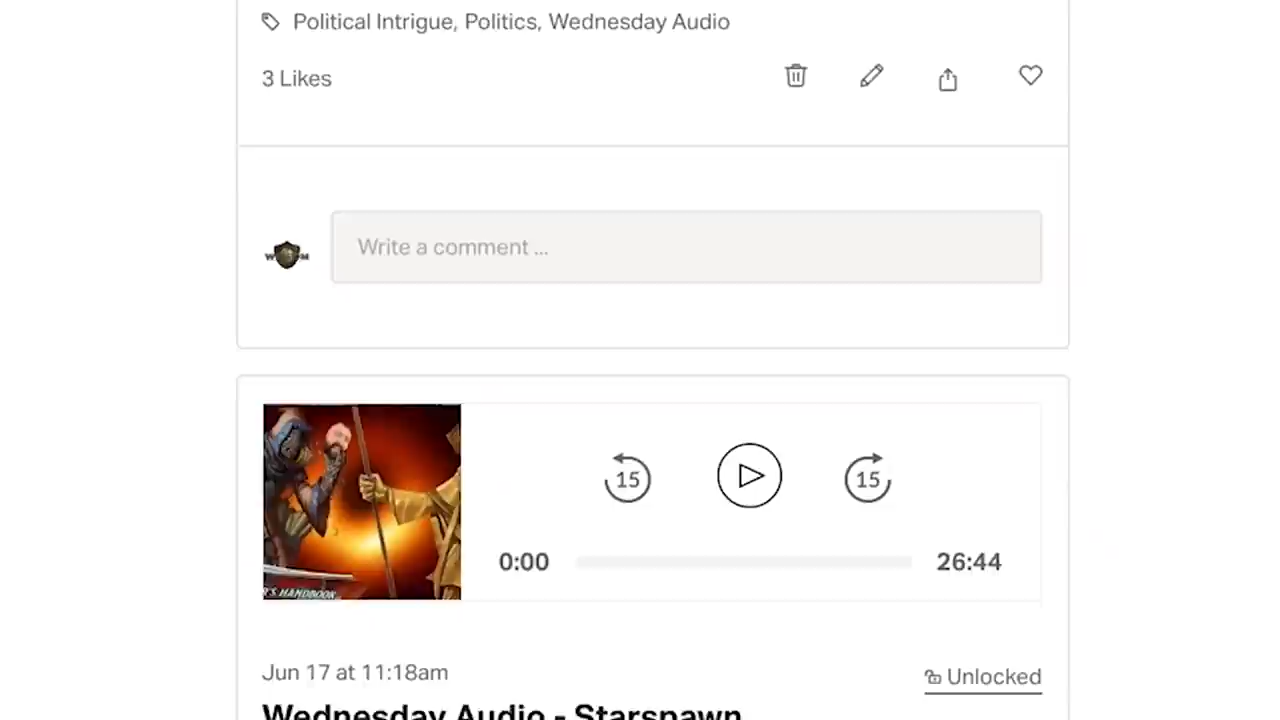 Political Intrigue, Politics, Wednesday Audio
3 Likes
Write a comment ...
15
15
0:00
26:44
R'S HANDBOOK
Jun 17 at 11:18am
Unlocked
Wednesday Audio - Starspawn